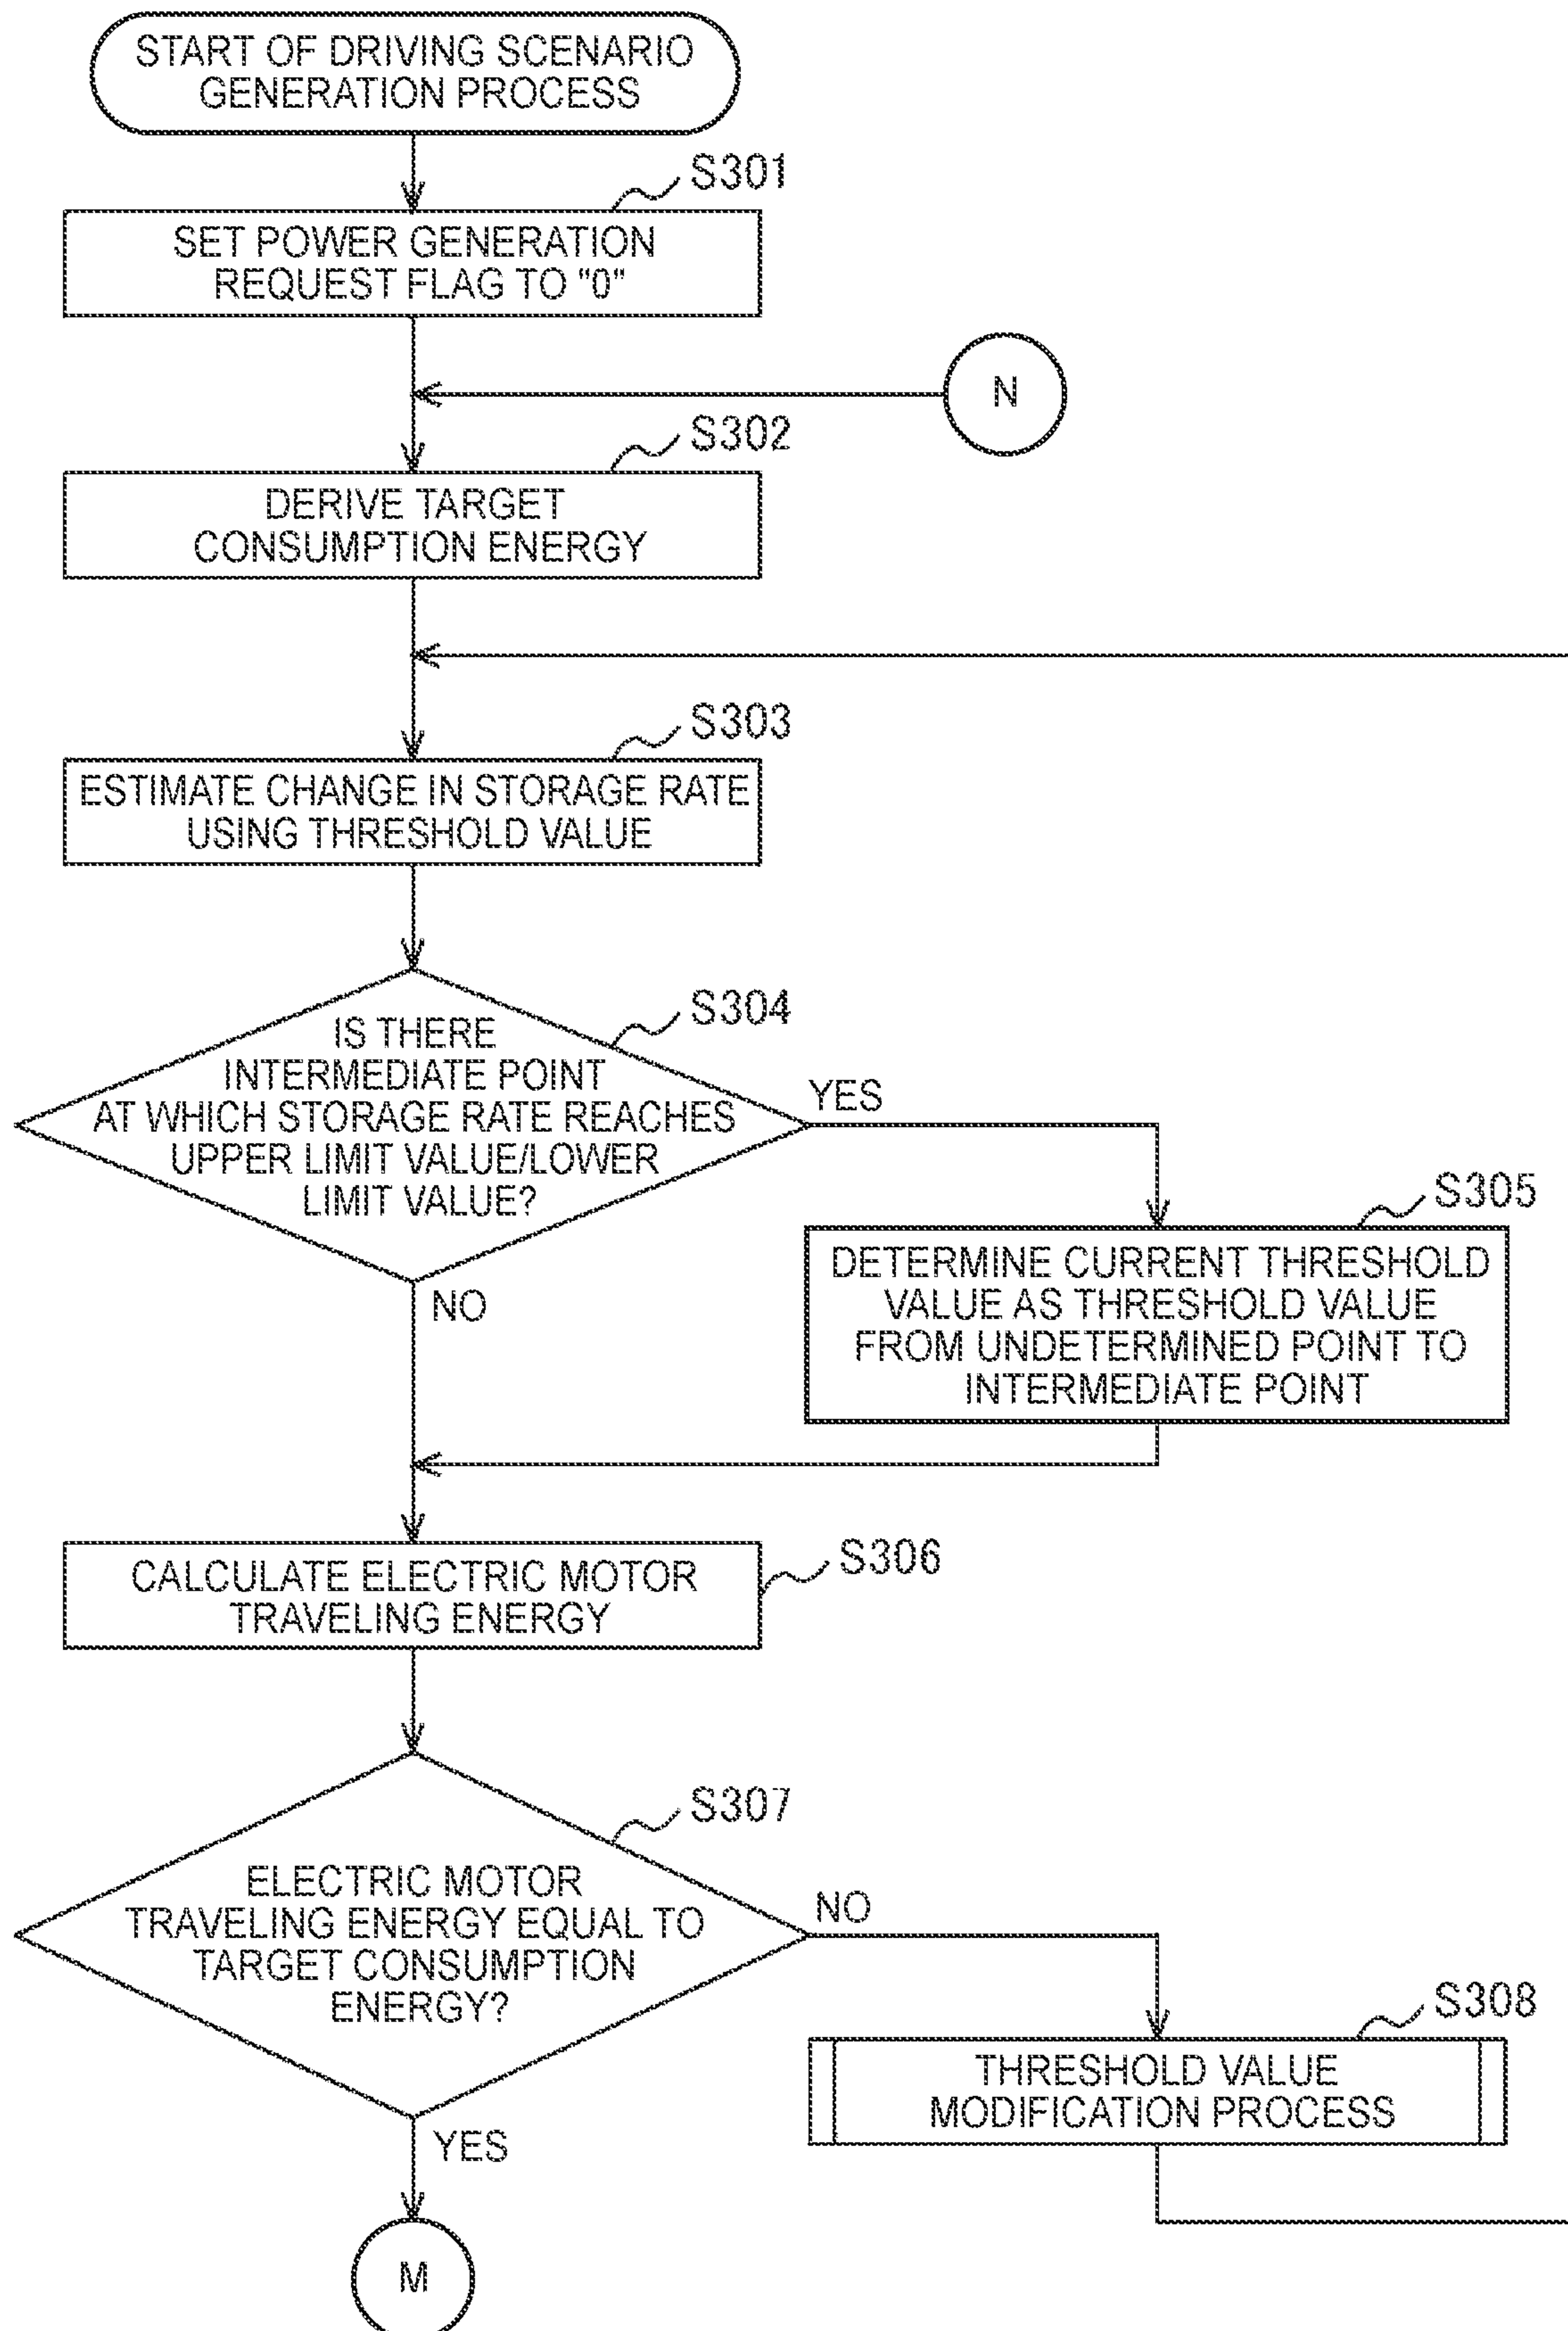 START OF DRIVING SCENARIO
GENERATION PROCESS
S301
SET POWER GENERATION
REQUEST FLAG TO "0"
N
S302
DERIVE TARGET
CONSUMPTION ENERGY
S303
ESTIMATE CHANGE IN STORAGE RATE
USING THRESHOLD VALUE
S304
IS THERE
INTERMEDIATE POINT
AT WHICH STORAGE RATE REACHES
UPPER LIMIT VALUE/LOWER
LIMIT VALUE?
YES
NO
S305
DETERMINE CURRENT THRESHOLD
VALUE AS THRESHOLD VALUE
FROM UNDETERMINED POINT TO
INTERMEDIATE POINT
S306
CALCULATE ELECTRIC MOTOR
TRAVELING ENERGY
S307
ELECTRIC MOTOR
TRAVELING ENERGY EQUAL TO
TARGET CONSUMPTION
ENERGY?
NO
YES
S308
THRESHOLD VALUE
MODIFICATION PROCESS
M